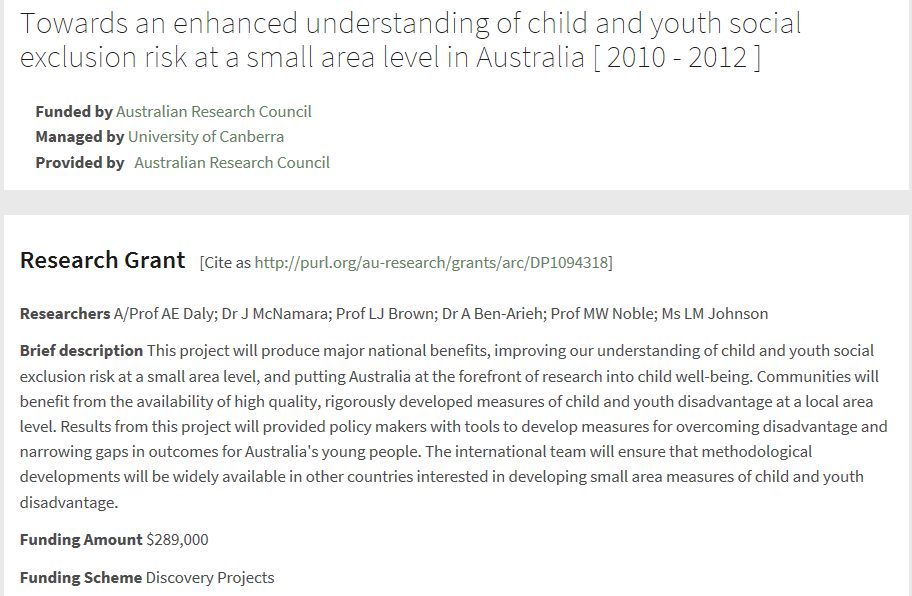 Towards an enhanced understanding of child and youth social
exclusion risk at a small area level in Australia [ 2010 - 2012 ]
Funded by Australian Research Council
Managed by University of Canberra
Provided by Australian Research Council
Research Grant [Cite as http://purl.org/au-research/grants/arc/DP1094318]
Researchers A/Prof AE Daly; Dr J McNamara; Prof LJ Brown; Dr A Ben-Arieh; Prof MW Noble; Ms LM Johnson
Brief description This project will produce major national benefits, improving our understanding of child and youth social
exclusion risk at a small area level, and putting Australia at the forefront of research into child well-being. Communities will
benefit from the availability of high quality, rigorously developed measures of child and youth disadvantage at a local area
level. Results from this project will provided policy makers with tools to develop measures for overcoming disadvantage and
narrowing gaps in outcomes for Australia's young people. The international team will ensure that methodological
developments will be widely available in other countries interested in developing small area measures of child and youth
disadvantage.
Funding Amount $289,000
Funding Scheme Discovery Projects